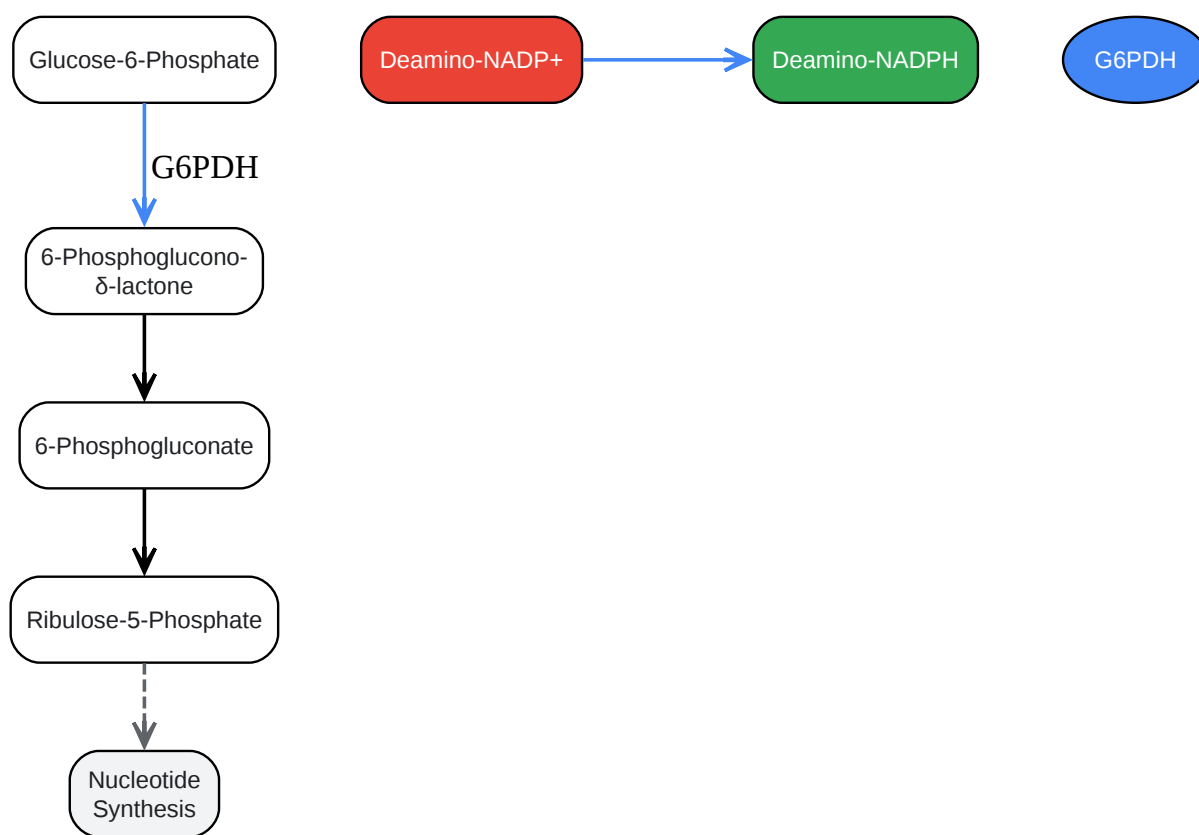 Glucose-6-Phosphate
Deamino-NADP+
Deamino-NADPH
G6PDH
G6PDH
6-Phosphoglucono-
δ-lactone
6-Phosphogluconate
Ribulose-5-Phosphate
Nucleotide
Synthesis